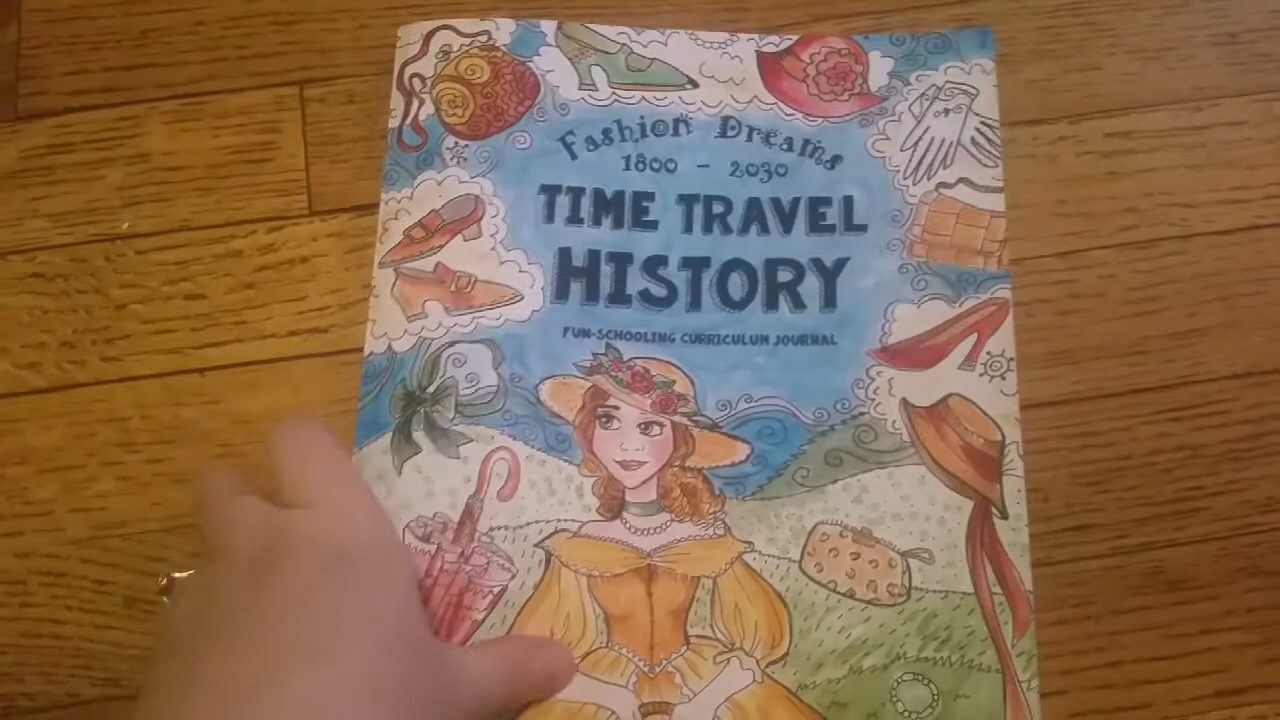 Fashion Dreams
1800 - 2030
TIME TRAVEL
HISTORY
FUN-SCHOOLING CURRICULUM JOURNAL